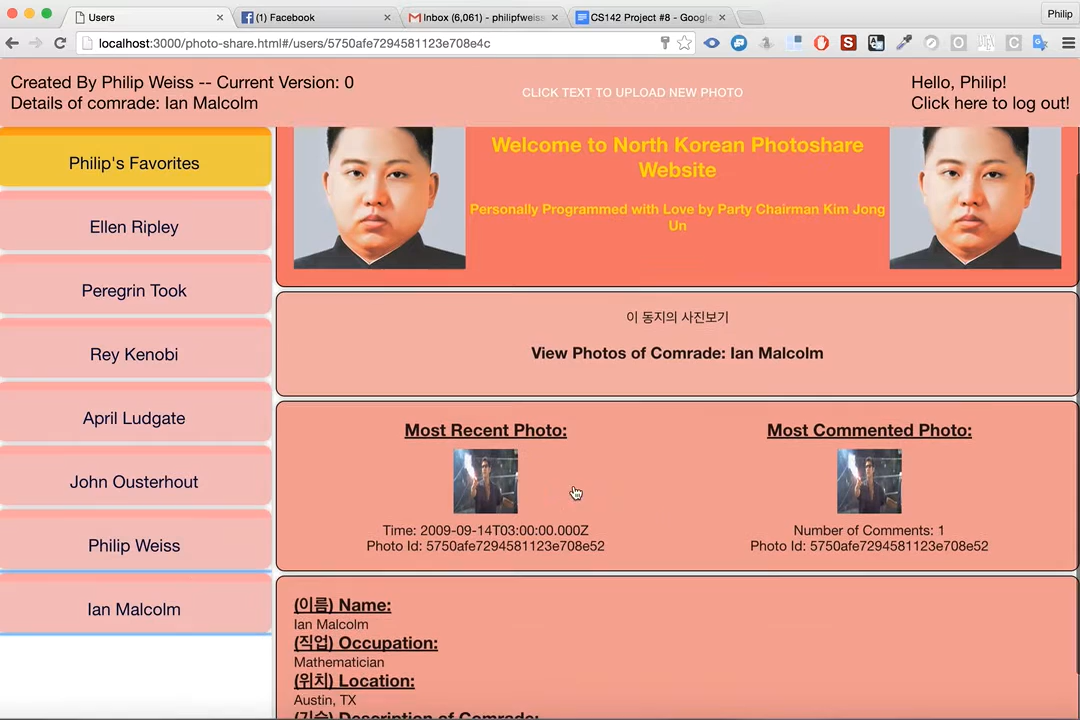 Users
(1) Facebook
Inbox (6,061) - philipfweiss
CS142 Project #8 - Google
Philip
localhost:3000/photo-share.html#/users/5750afe7294581123e708e4c
Created By Philip Weiss -- Current Version: 0
Details of comrade: Ian Malcolm
CLICK TEXT TO UPLOAD NEW PHOTO
Hello, Philip!
Click here to log out!
Philip's Favorites
Ellen Ripley
Peregrin Took
Rey Kenobi
April Ludgate
John Ousterhout
Philip Weiss
Ian Malcolm
Welcome to North Korean Photoshare
Website
Personally Programmed with Love by Party Chairman Kim Jong
Un
이 동지의 사진보기
View Photos of Comrade: Ian Malcolm
Most Recent Photo:
Time: 2009-09-14T03:00:00.000Z
Photo Id: 5750afe7294581123e708e52
Most Commented Photo:
Number of Comments: 1
Photo Id: 5750afe7294581123e708e52
(이름) Name:
Ian Malcolm
(직업) Occupation:
Mathematician
(위치) Location:
Austin, TX
(기술) Description of Comrade: